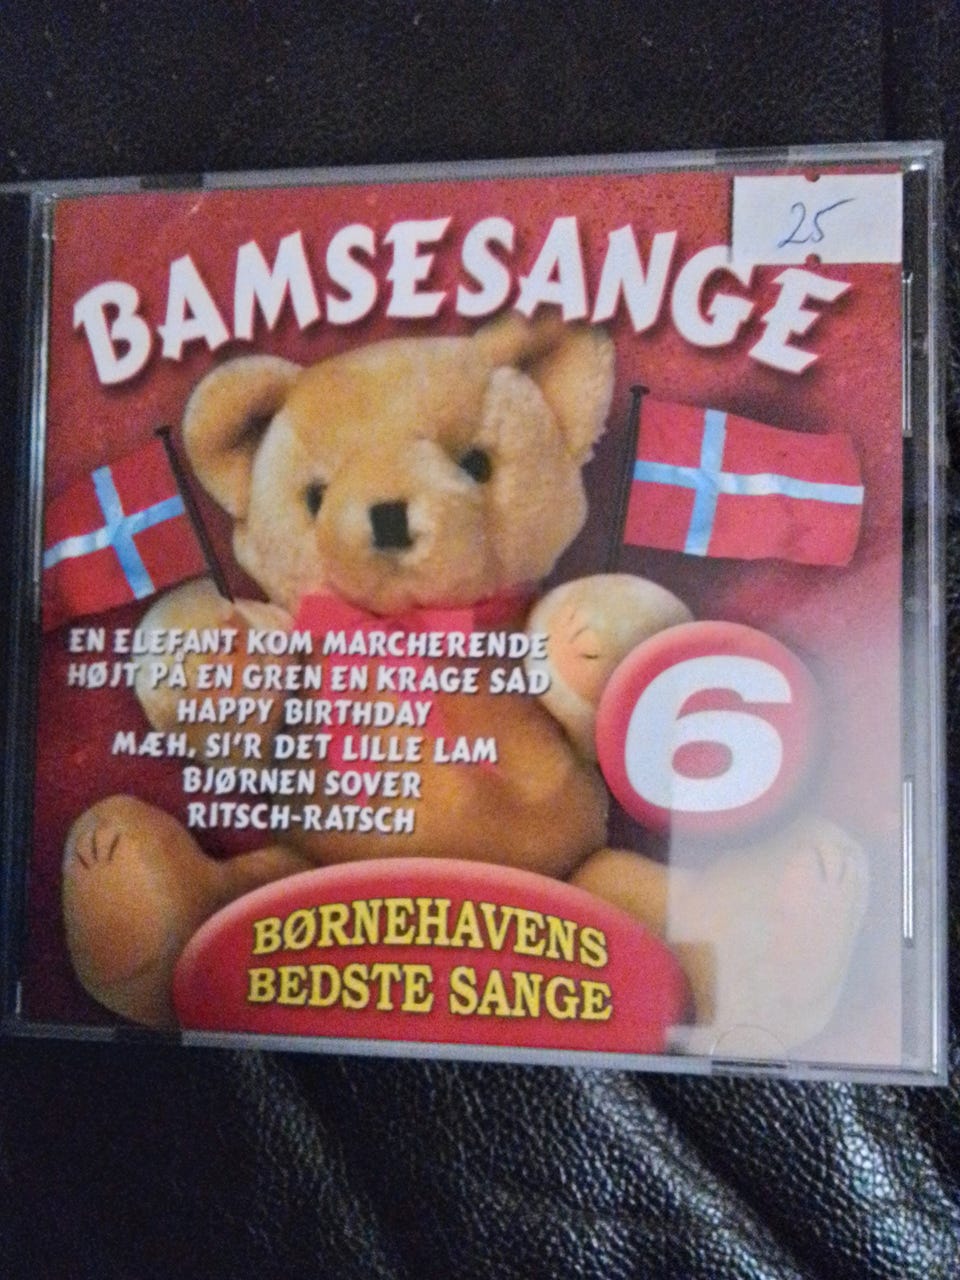 25
BAMSESANGE
EN ELEFANT KOM MARCHERENDE
HØJT PÅ EN GREN EN KRAGE SAD
HAPPY BIRTHDAY
MÆH, SI'R DET LILLE LAM
BJØRNEN SOVER
RITSCH-RATSCH
6
BØRNEHAVENS
BEDSTE SANGE